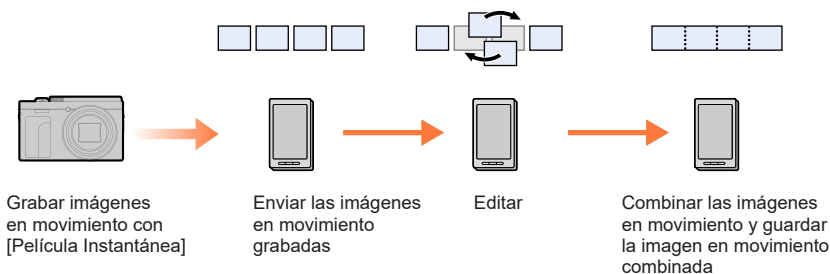 Grabar imágenes
en movimiento con
[Película Instantánea]
Enviar las imágenes
en movimiento
grabadas
Editar
Combinar las imágenes
en movimiento y guardar
la imagen en movimiento
combinada